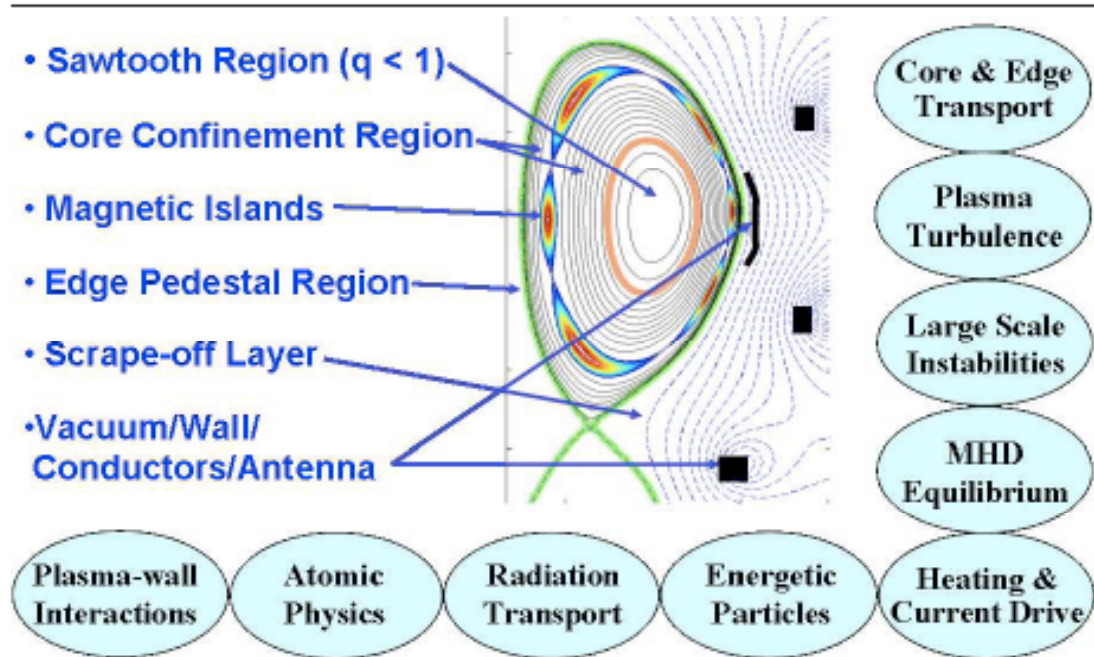 • Sawtooth Region (q < 1)
• Core Confinement Region
• Magnetic Islands
• Edge Pedestal Region
• Scrape-off Layer
•Vacuum/Wall/
Conductors/Antenna
Core & Edge
Transport
Plasma
Turbulence
Large Scale
Instabilities
MHD
Equilibrium
Plasma-wall
Interactions
Atomic
Physics
Radiation
Transport
Energetic
Particles
Heating &
Current Drive